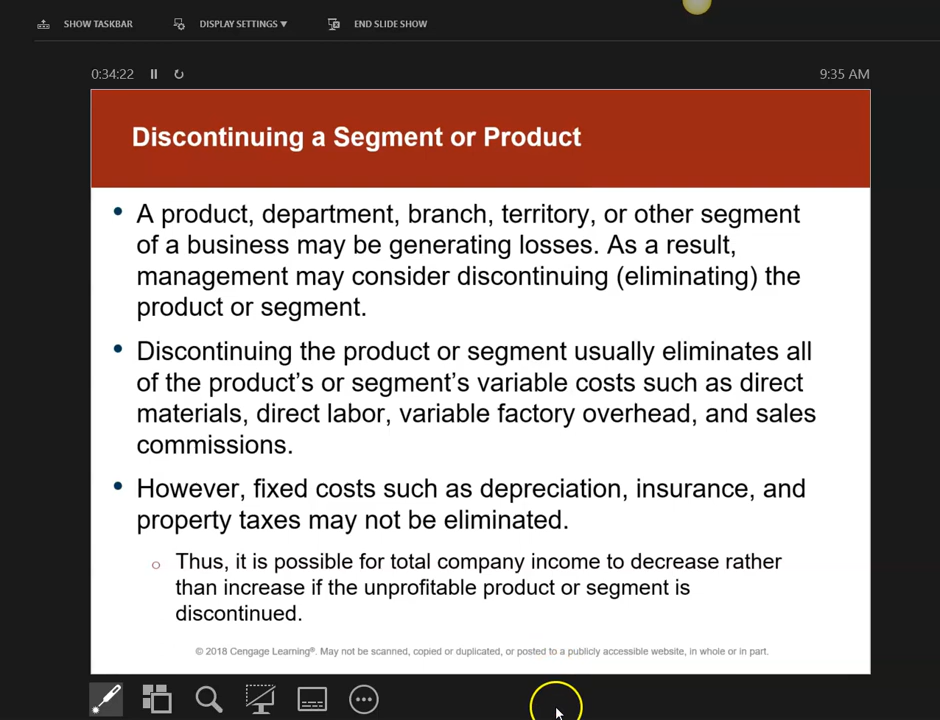 SHOW TASKBAR DISPLAY SETTINGS ▼ END SLIDE SHOW
0:34:22 9:35 AM
Discontinuing a Segment or Product
• A product, department, branch, territory, or other segment
of a business may be generating losses. As a result,
management may consider discontinuing (eliminating) the
product or segment.
• Discontinuing the product or segment usually eliminates all
of the product’s or segment’s variable costs such as direct
materials, direct labor, variable factory overhead, and sales
commissions.
• However, fixed costs such as depreciation, insurance, and
property taxes may not be eliminated.
o Thus, it is possible for total company income to decrease rather
than increase if the unprofitable product or segment is
discontinued.
© 2018 Cengage Learning®. May not be scanned, copied or duplicated, or posted to a publicly accessible website, in whole or in part.